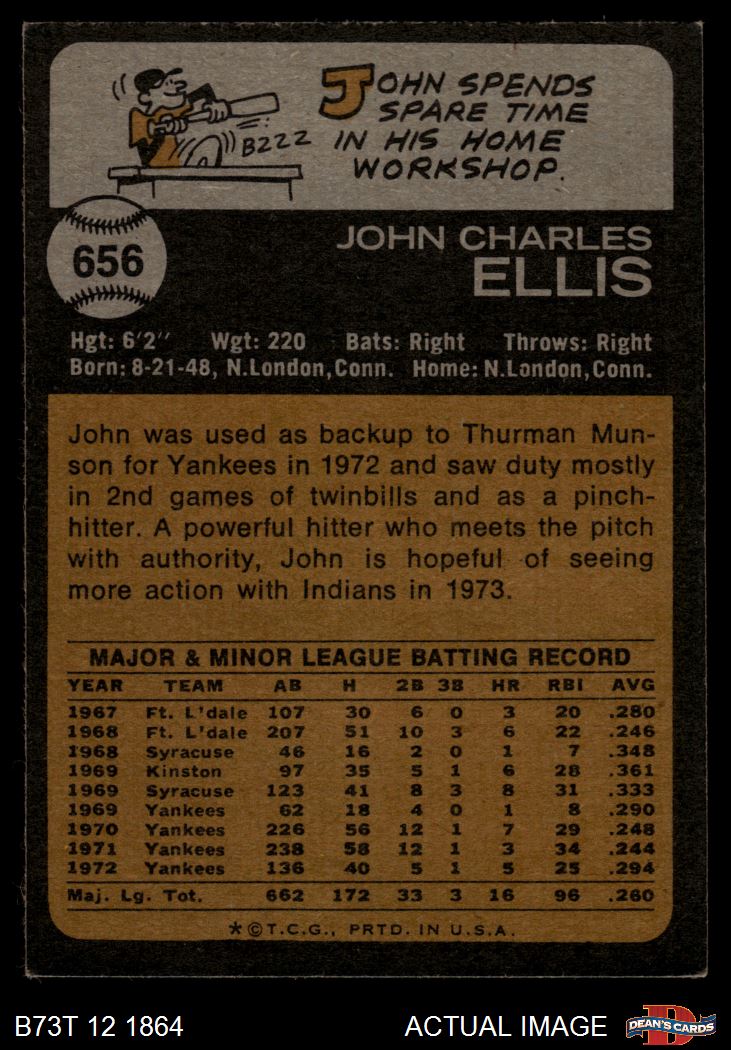 JOHN SPENDS
SPARE TIME
BZZZ IN HIS HOME
WORKSHOP.
656
JOHN CHARLES
ELLIS
Hgt: 6'2" Wgt: 220 Bats: Right Throws: Right
Born: 8-21-48, N.London,Conn. Home: N.London,Conn.
John was used as backup to Thurman Mun-
son for Yankees in 1972 and saw duty mostly
in 2nd games of twinbills and as a pinch-
hitter. A powerful hitter who meets the pitch
with authority, John is hopeful of seeing
more action with Indians in 1973.
MAJOR & MINOR LEAGUE BATTING RECORD
YEAR TEAM AB H 2B 3B HR RBI AVG
1967 Ft. L'dale 107 30 6 0 3 20 .280
1968 Ft. L'dale 207 51 10 3 6 22 .246
1968 Syracuse 46 16 2 0 1 7 .348
1969 Kinston 97 35 5 1 6 28 .361
1969 Syracuse 123 41 8 3 8 31 .333
1969 Yankees 62 18 4 0 1 8 .290
1970 Yankees 226 56 12 1 7 29 .248
1971 Yankees 238 58 12 1 3 34 .244
1972 Yankees 136 40 5 1 5 25 .294
Maj. Lg. Tot. 662 172 33 3 16 96 .260
*©T.C.G., PRTD. IN U.S.A.
B73T 12 1864 ACTUAL IMAGE D DEAN'S CARDS